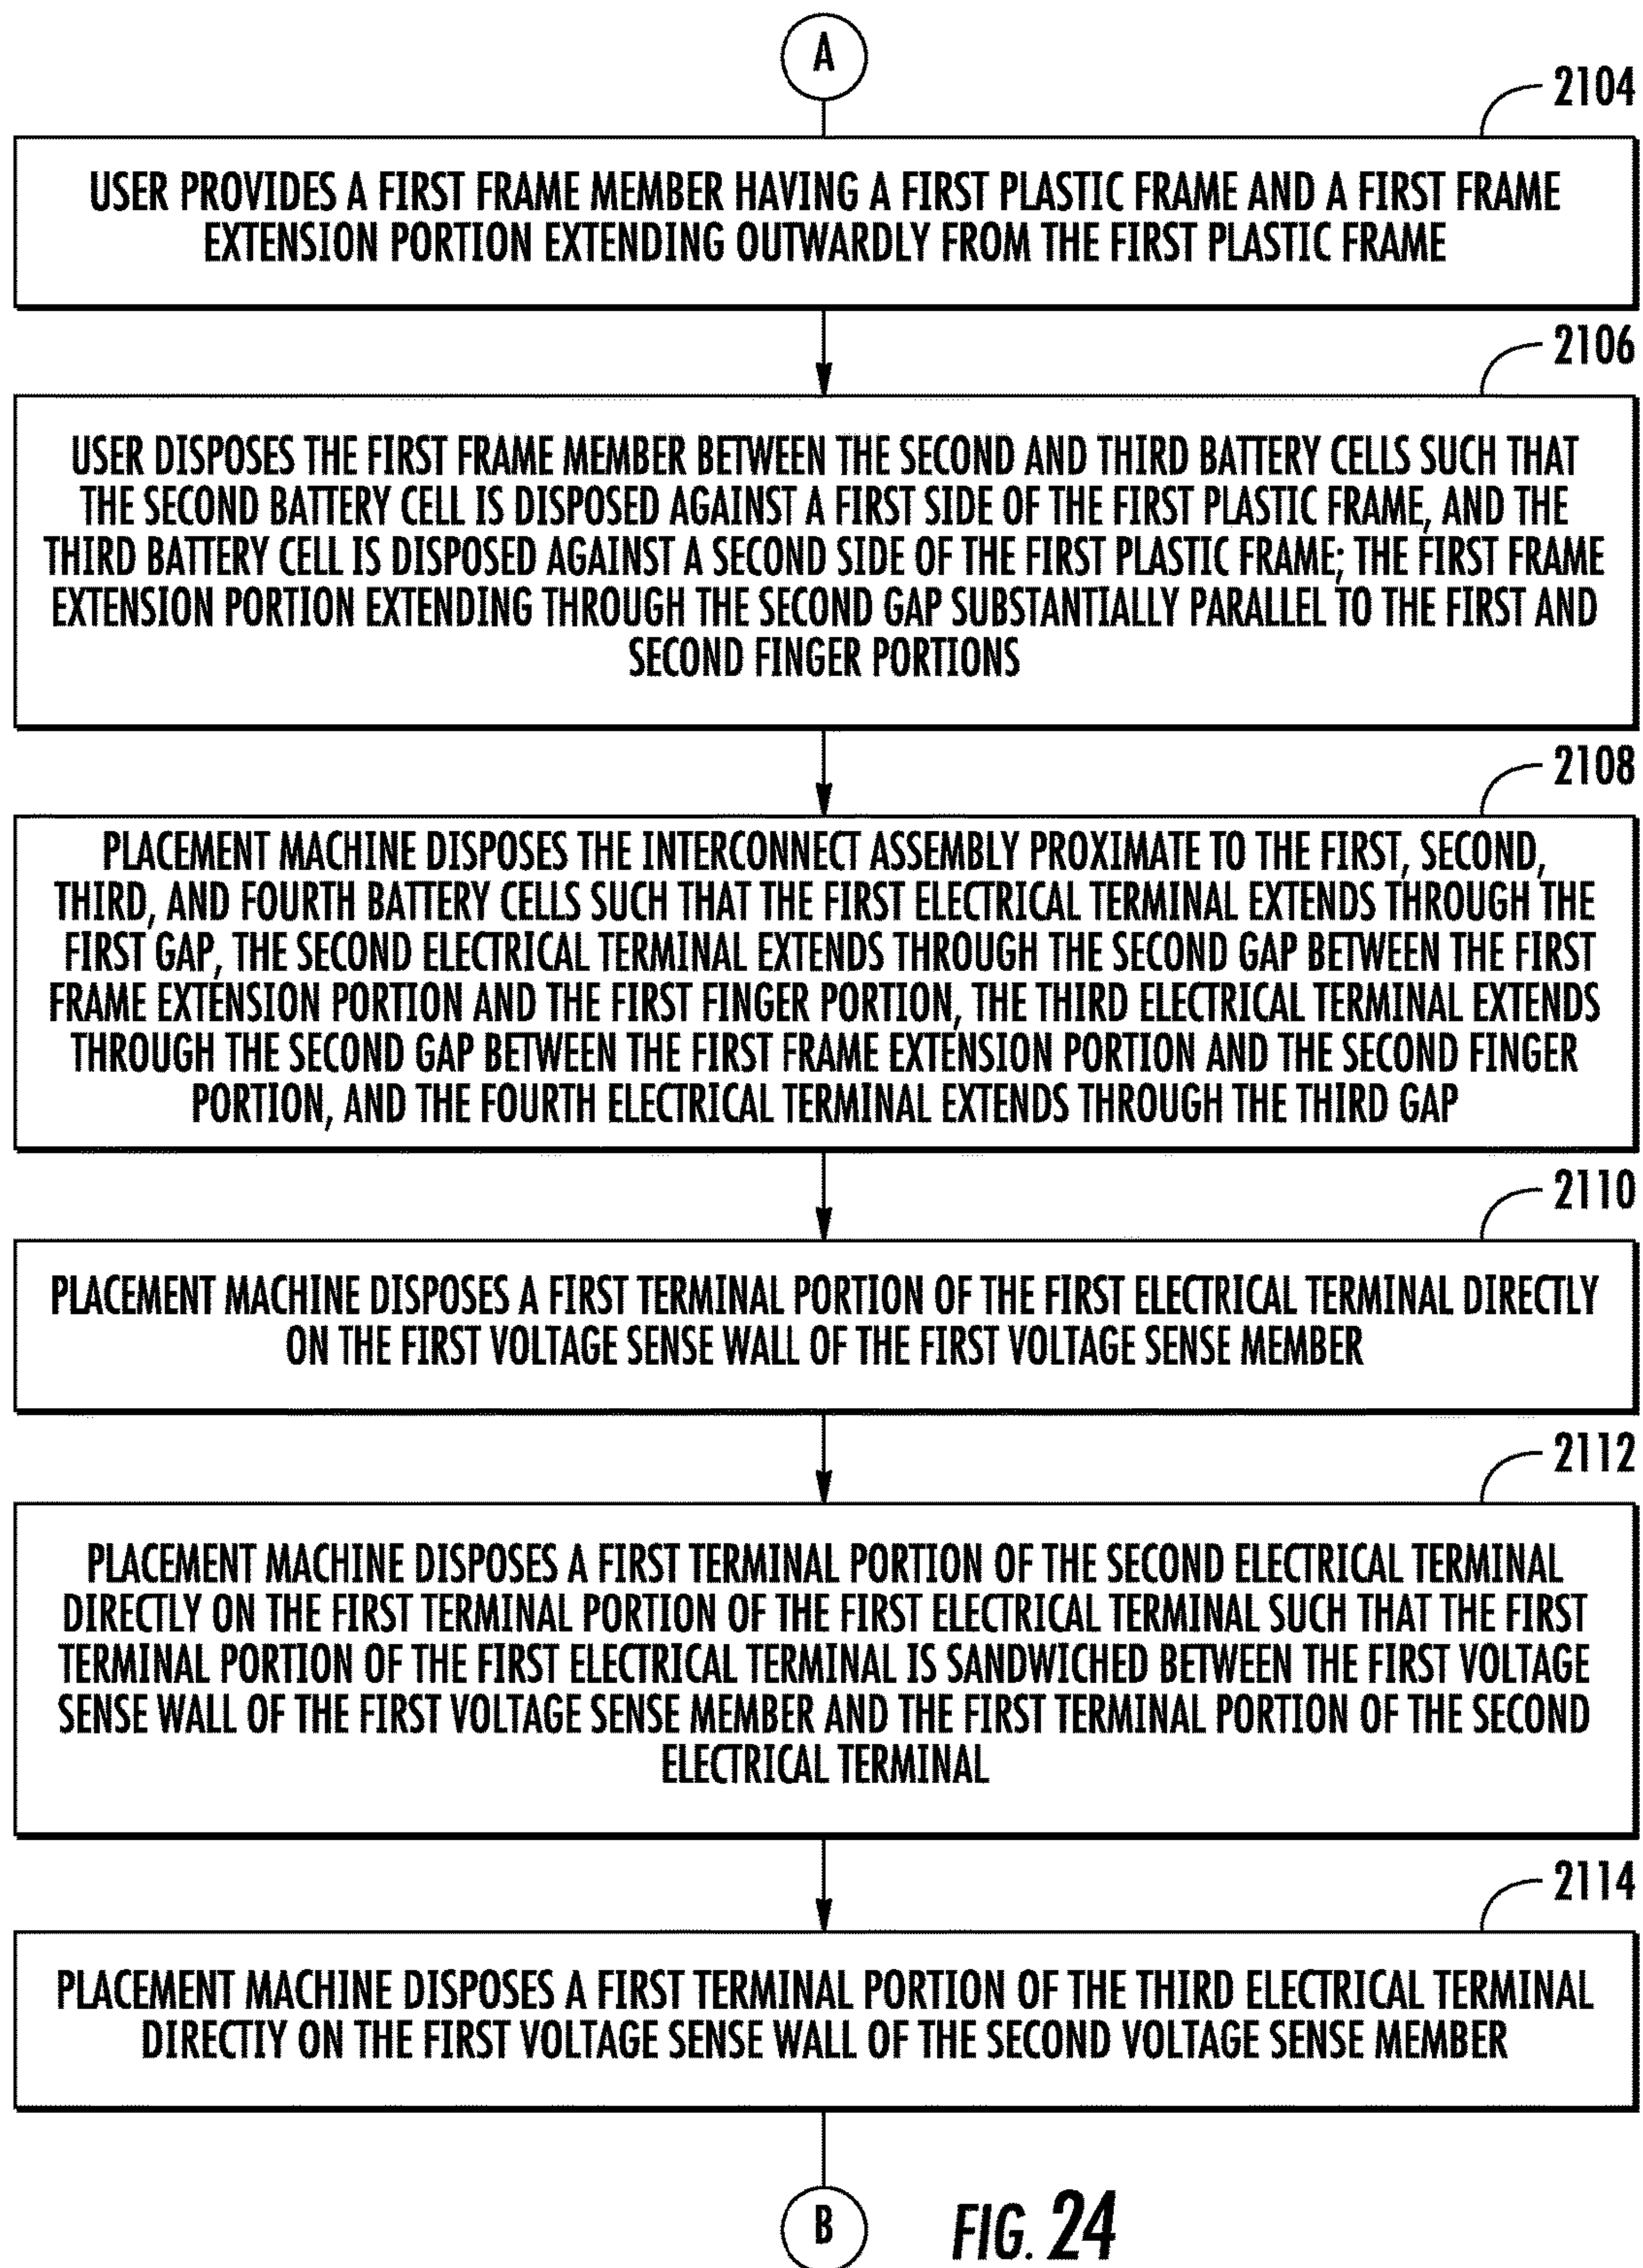 A
2104
USER PROVIDES A FIRST FRAME MEMBER HAVING A FIRST PLASTIC FRAME AND A FIRST FRAME
EXTENSION PORTION EXTENDING OUTWARDLY FROM THE FIRST PLASTIC FRAME
2106
USER DISPOSES THE FIRST FRAME MEMBER BETWEEN THE SECOND AND THIRD BATTERY CELLS SUCH THAT
THE SECOND BATTERY CELL IS DISPOSED AGAINST A FIRST SIDE OF THE FIRST PLASTIC FRAME, AND THE
THIRD BATTERY CELL IS DISPOSED AGAINST A SECOND SIDE OF THE FIRST PLASTIC FRAME; THE FIRST FRAME
EXTENSION PORTION EXTENDING THROUGH THE SECOND GAP SUBSTANTIALLY PARALLEL TO THE FIRST AND
SECOND FINGER PORTIONS
2108
PLACEMENT MACHINE DISPOSES THE INTERCONNECT ASSEMBLY PROXIMATE TO THE FIRST, SECOND,
THIRD, AND FOURTH BATTERY CELLS SUCH THAT THE FIRST ELECTRICAL TERMINAL EXTENDS THROUGH THE
FIRST GAP, THE SECOND ELECTRICAL TERMINAL EXTENDS THROUGH THE SECOND GAP BETWEEN THE FIRST
FRAME EXTENSION PORTION AND THE FIRST FINGER PORTION, THE THIRD ELECTRICAL TERMINAL EXTENDS
THROUGH THE SECOND GAP BETWEEN THE FIRST FRAME EXTENSION PORTION AND THE SECOND FINGER
PORTION, AND THE FOURTH ELECTRICAL TERMINAL EXTENDS THROUGH THE THIRD GAP
2110
PLACEMENT MACHINE DISPOSES A FIRST TERMINAL PORTION OF THE FIRST ELECTRICAL TERMINAL DIRECTLY
ON THE FIRST VOLTAGE SENSE WALL OF THE FIRST VOLTAGE SENSE MEMBER
2112
PLACEMENT MACHINE DISPOSES A FIRST TERMINAL PORTION OF THE SECOND ELECTRICAL TERMINAL
DIRECTLY ON THE FIRST TERMINAL PORTION OF THE FIRST ELECTRICAL TERMINAL SUCH THAT THE FIRST
TERMINAL PORTION OF THE FIRST ELECTRICAL TERMINAL IS SANDWICHED BETWEEN THE FIRST VOLTAGE
SENSE WALL OF THE FIRST VOLTAGE SENSE MEMBER AND THE FIRST TERMINAL PORTION OF THE SECOND
ELECTRICAL TERMINAL
2114
PLACEMENT MACHINE DISPOSES A FIRST TERMINAL PORTION OF THE THIRD ELECTRICAL TERMINAL
DIRECTIY ON THE FIRST VOLTAGE SENSE WALL OF THE SECOND VOLTAGE SENSE MEMBER
B
FIG. 24